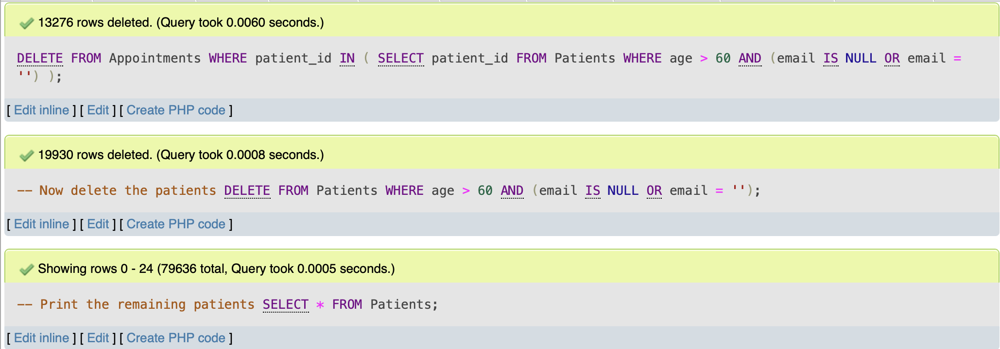 13276 rows deleted. (Query took 0.0060 seconds.)
DELETE FROM Appointments WHERE patient_id IN ( SELECT patient_id FROM Patients WHERE age > 60 AND (email IS NULL OR email =
'') );
[ Edit inline ] [ Edit ] [ Create PHP code ]
19930 rows deleted. (Query took 0.0008 seconds.)
-- Now delete the patients DELETE FROM Patients WHERE age > 60 AND (email IS NULL OR email = '');
[ Edit inline ] [ Edit ] [ Create PHP code ]
Showing rows 0 - 24 (79636 total, Query took 0.0005 seconds.)
-- Print the remaining patients SELECT * FROM Patients;
[ Edit inline ] [ Edit ] [ Create PHP code ]